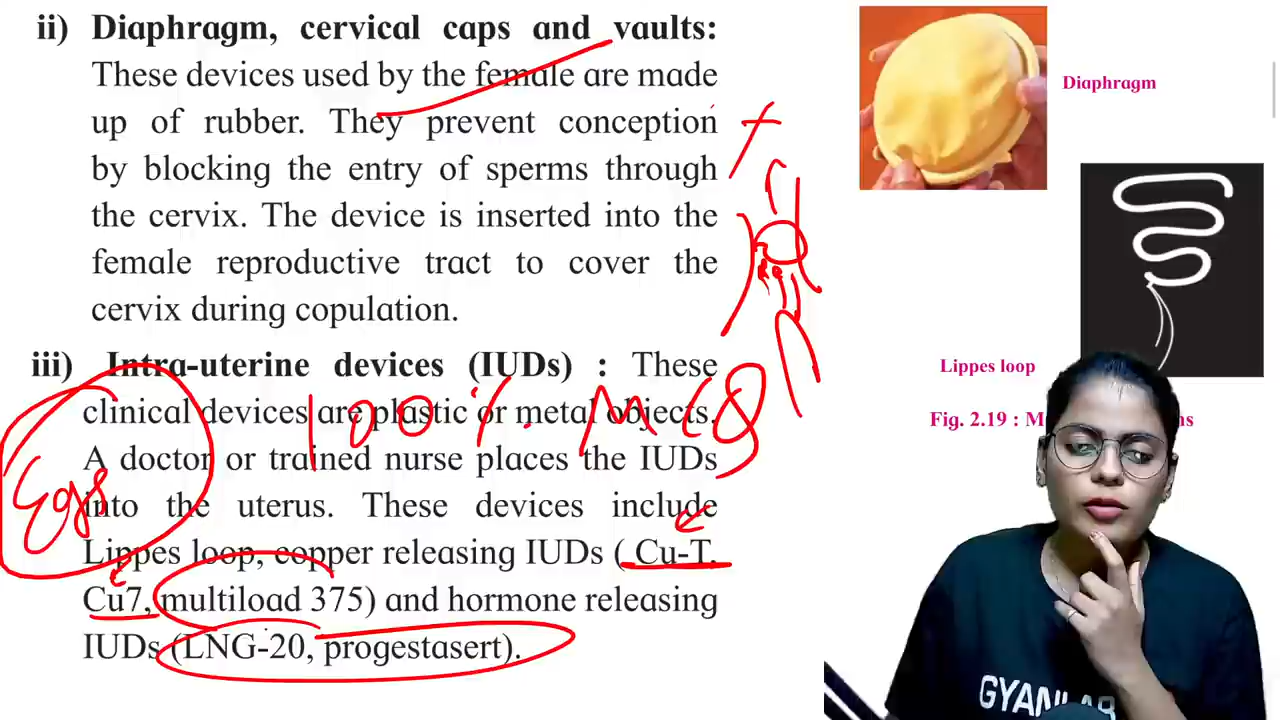 ii) Diaphragm, cervical caps and vaults:
These devices used by the female are made
up of rubber. They prevent conception
by blocking the entry of sperms through
the cervix. The device is inserted into the
female reproductive tract to cover the
cervix during copulation.
iii) Intra-uterine devices (IUDs) : These
clinical devices are plastic or metal objects.
A doctor or trained nurse places the IUDs
into the uterus. These devices include
Lippes loop, copper releasing IUDs ( Cu-T,
Cu7, multiload 375) and hormone releasing
IUDs (LNG-20, progestasert).
100 % MCQ
Egs
Diaphragm
Lippes loop
Fig. 2.19 : M
GYANL